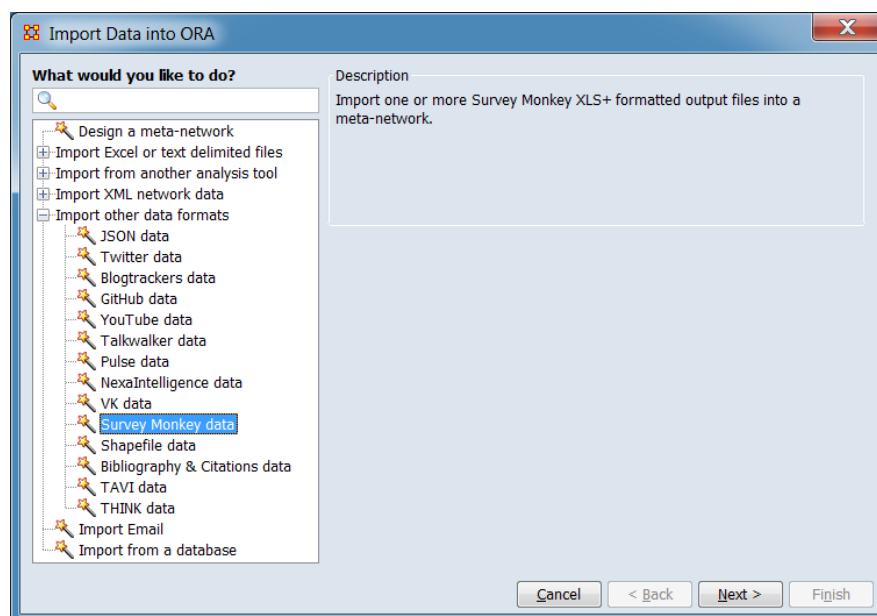 Import Data into ORA
X
What would you like to do?
Design a meta-network
Import Excel or text delimited files
Import from another analysis tool
Import XML network data
Import other data formats
JSON data
Twitter data
Blogtrackers data
GitHub data
YouTube data
Talkwalker data
Pulse data
NexaIntelligence data
VK data
Survey Monkey data
Shapefile data
Bibliography & Citations data
TAVI data
THINK data
Import Email
Import from a database
Description
Import one or more Survey Monkey XLS+ formatted output files into a
meta-network.
Cancel
< Back
Next >
Finish